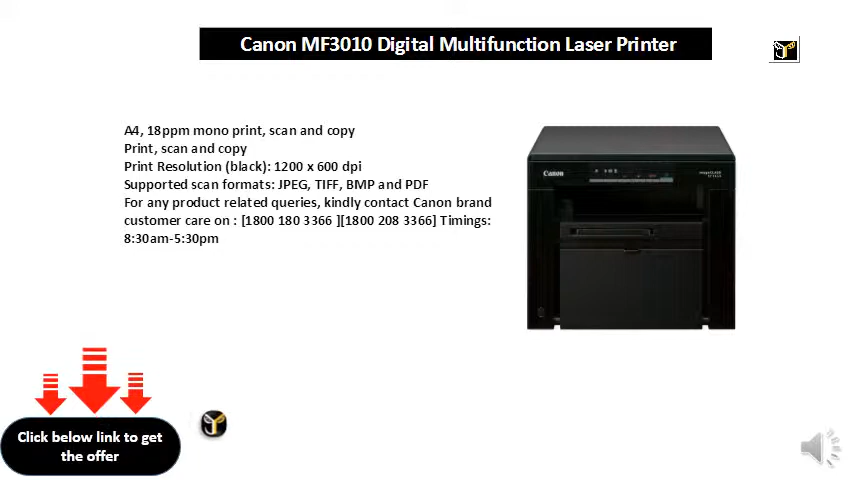 Canon MF3010 Digital Multifunction Laser Printer
A4, 18ppm mono print, scan and copy
Print, scan and copy
Print Resolution (black): 1200 x 600 dpi
Supported scan formats: JPEG, TIFF, BMP and PDF
For any product related queries, kindly contact Canon brand
customer care on : [1800 180 3366 ][1800 208 3366] Timings:
8:30am-5:30pm
Canon
Click below link to get
the offer